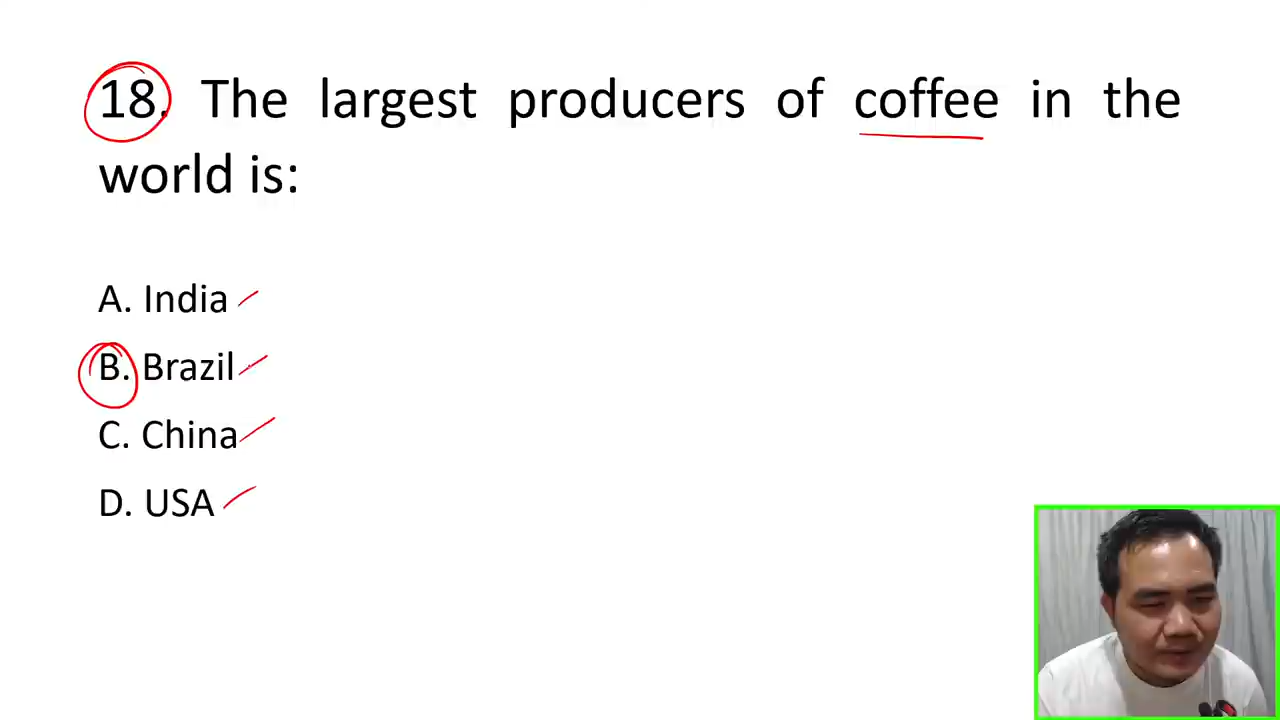 18. The largest producers of coffee in the
world is:
A. India
B. Brazil
C. China
D. USA